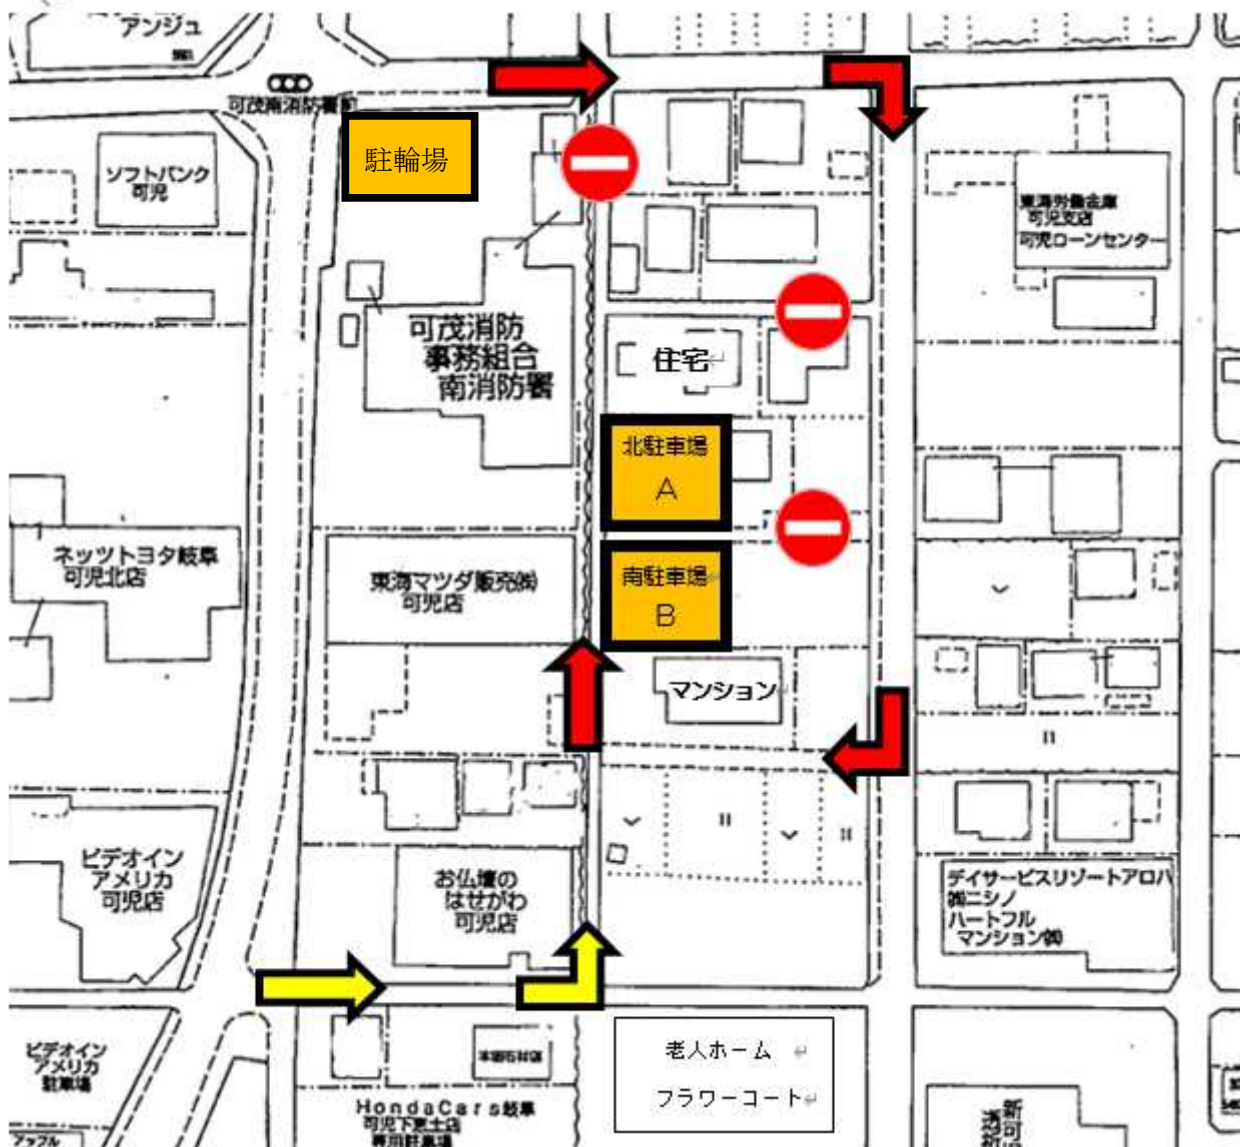 アンジュ
可茂南消防署前
駐輪場
ソフトバンク
可児
東海労働金庫
可児支店
可児ローンセンター
可茂消防
事務組合
南消防署
住宅
北駐車場
A
ネッツトヨタ岐阜
可児北店
東海マツダ販売㈱
可児店
南駐車場
B
マンション
ビデオイン
アメリカ
可児店
お仏壇の
はせがわ
可児店
デイサービスリゾートアロハ
㈱ニシノ
ハートフル
マンション㈱
ビデオイン
アメリカ
駐車場
老人ホーム
フラワーコート
HondaCars岐阜
可児下恵土店
専用駐車場
アップル